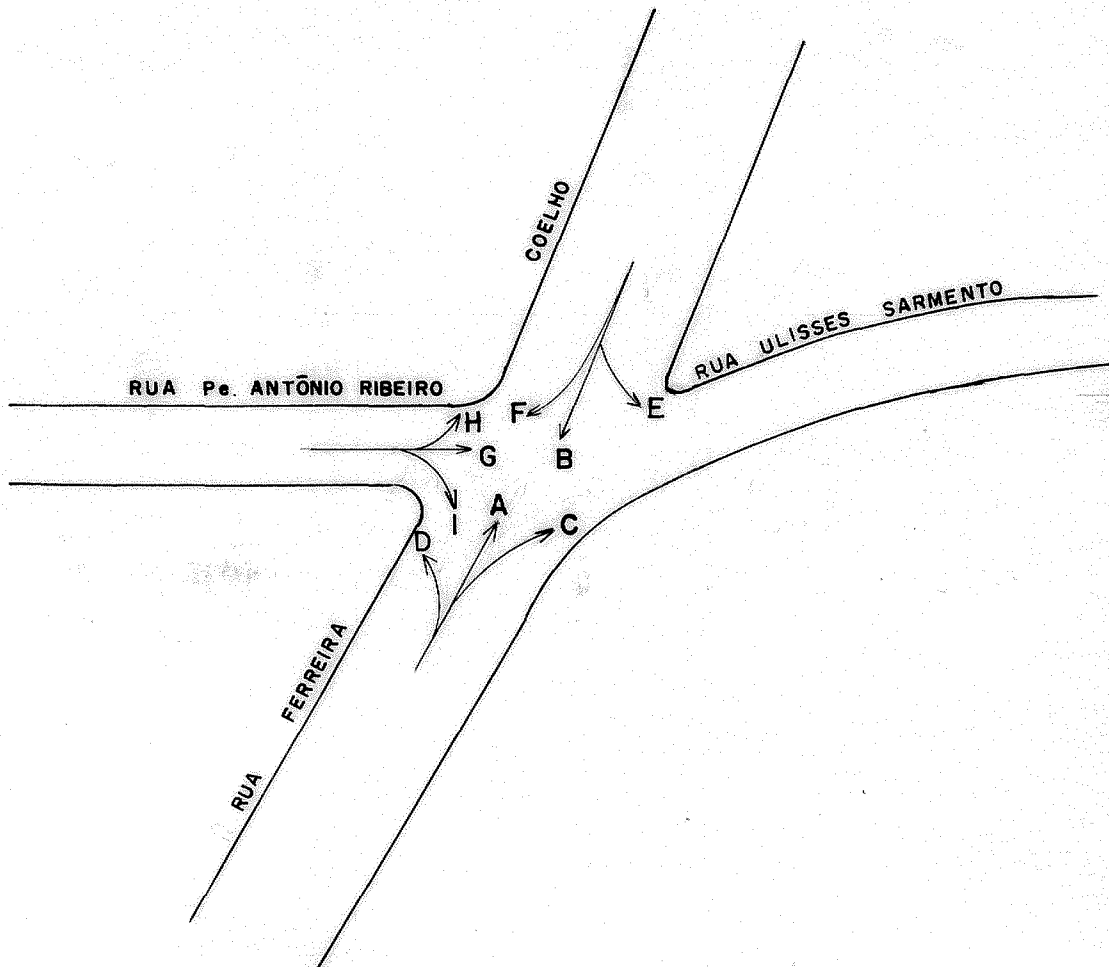 COELHO
RUA ULISSES SARMENTO
RUA Pe. ANTÔNIO RIBEIRO
H
F
E
G
B
A
I
C
D
RUA FERREIRA